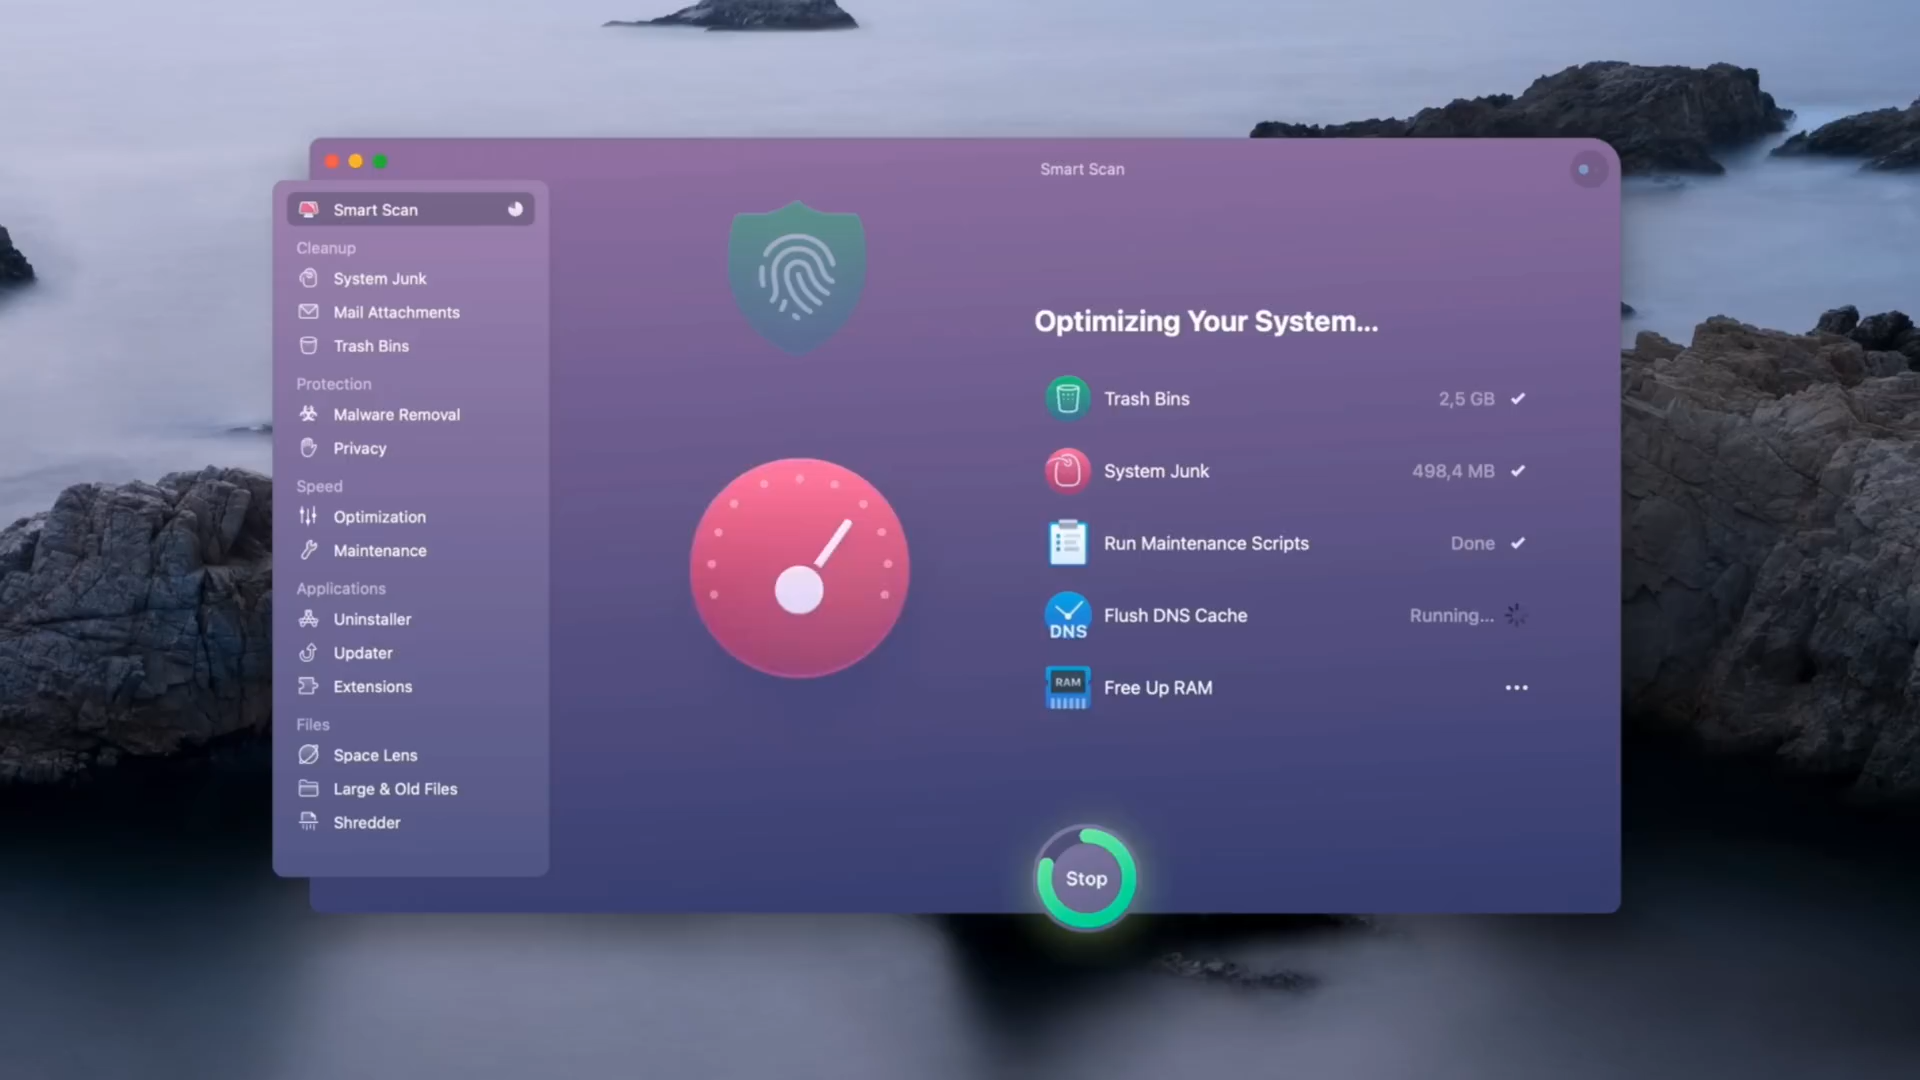 Smart Scan
Smart Scan
Cleanup
System Junk
Mail Attachments
Trash Bins
Protection
Malware Removal
Privacy
Speed
Optimization
Maintenance
Applications
Uninstaller
Updater
Extensions
Files
Space Lens
Large & Old Files
Shredder
Optimizing Your System...
Trash Bins 2,5 GB
System Junk 498,4 MB
Run Maintenance Scripts Done
DNS Flush DNS Cache Running...
RAM Free Up RAM
Stop